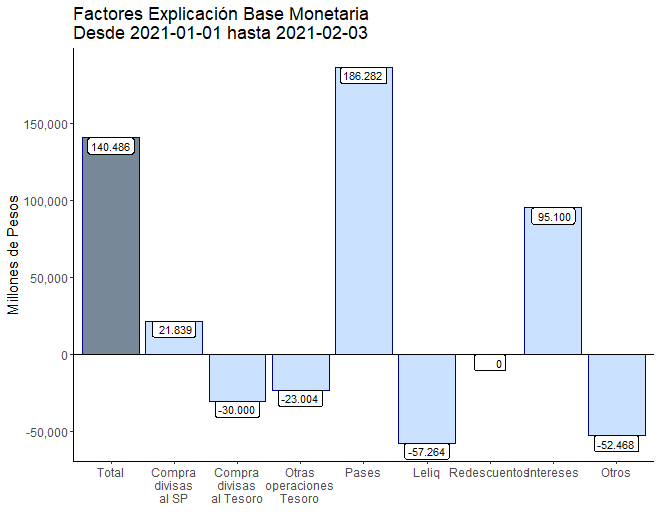 Factores Explicación Base Monetaria
Desde 2021-01-01 hasta 2021-02-03
Millones de Pesos
150,000
100,000
50,000
0
-50,000
140.486
21.839
-30.000
-23.004
186.282
-57.264
0
95.100
-52.468
Total
Compra
divisas
al SP
Compra
divisas
al Tesoro
Otras
operaciones
Tesoro
Pases
Leliq
Redescuentos
Intereses
Otros